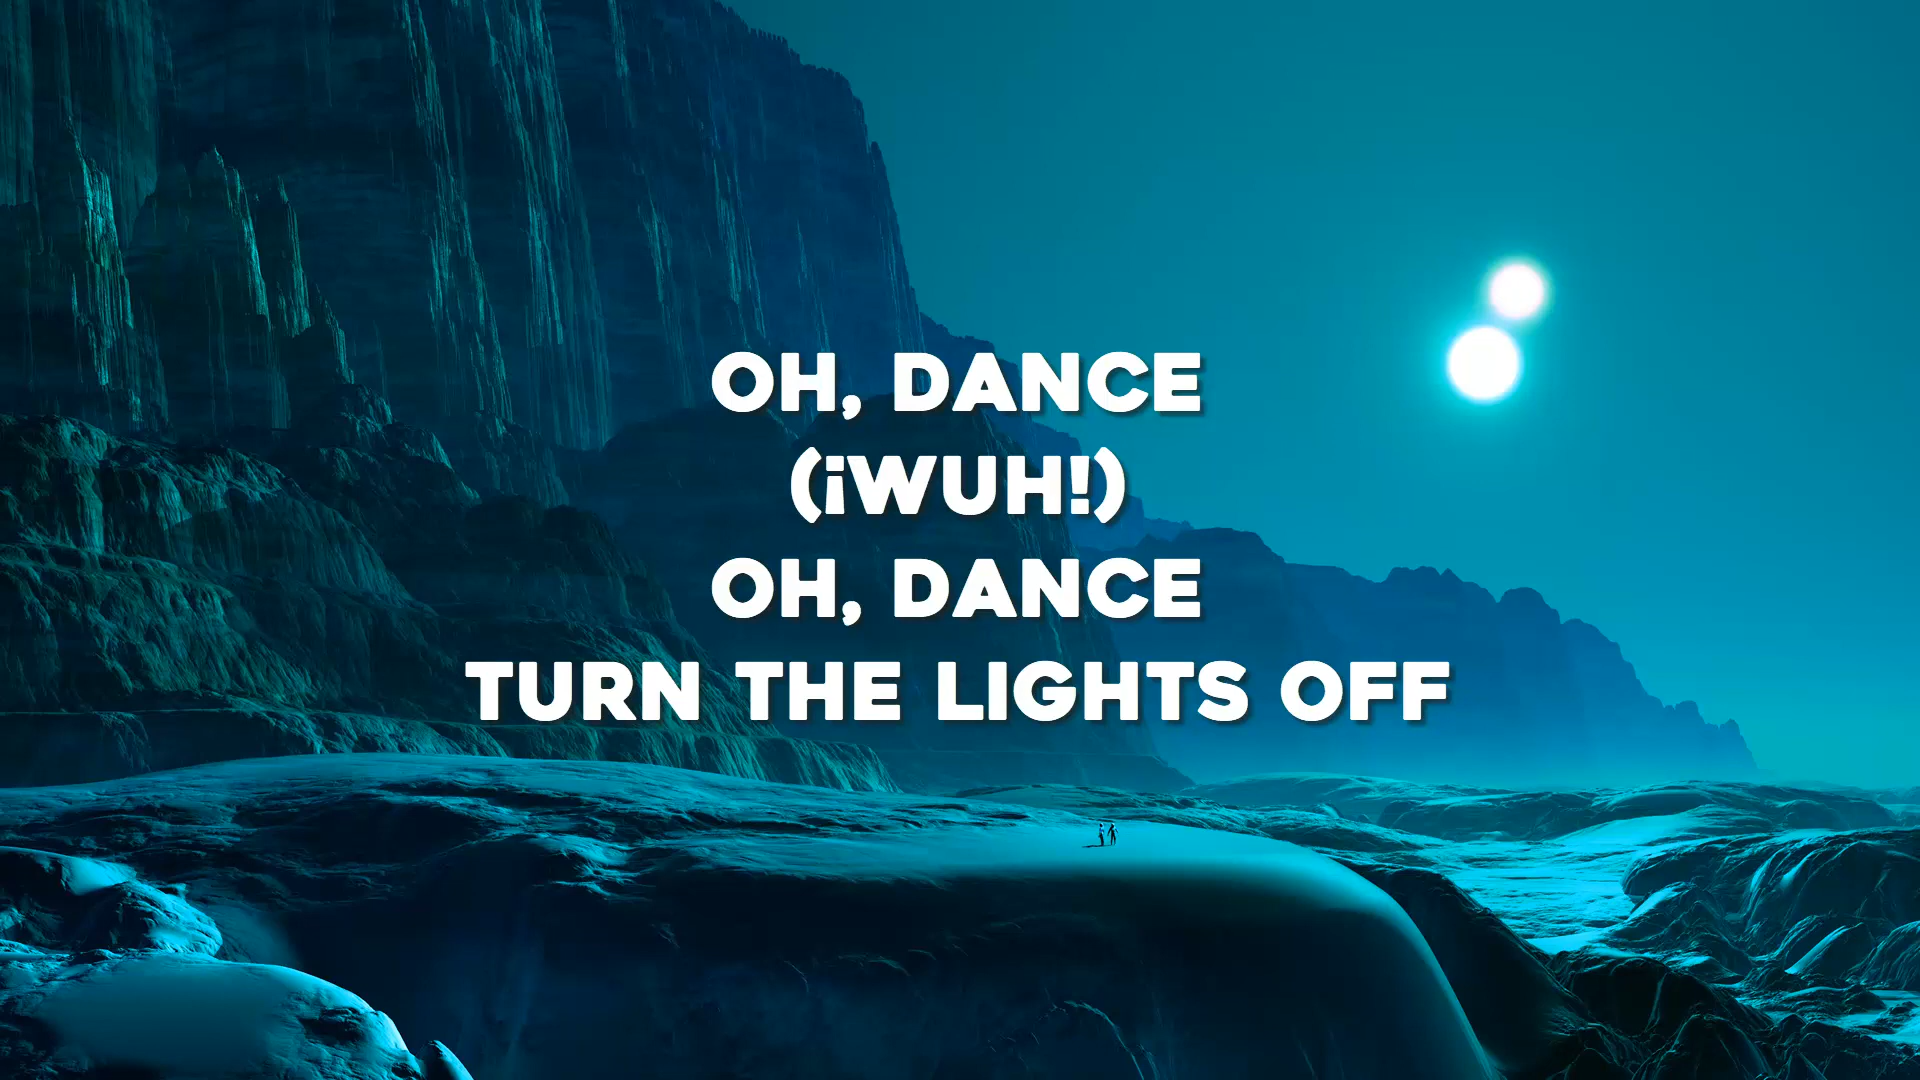 OH, DANCE
(¡WUH!)
OH, DANCE
TURN THE LIGHTS OFF